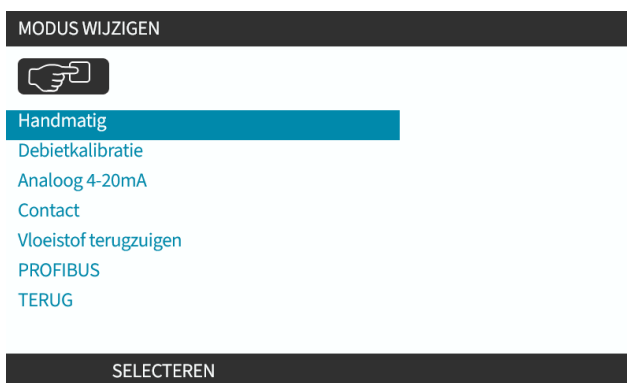 MODUS WIJZIGEN
Handmatig
Debietkalibratie
Analoog 4-20mA
Contact
Vloeistof terugzuigen
PROFIBUS
TERUG
SELECTEREN